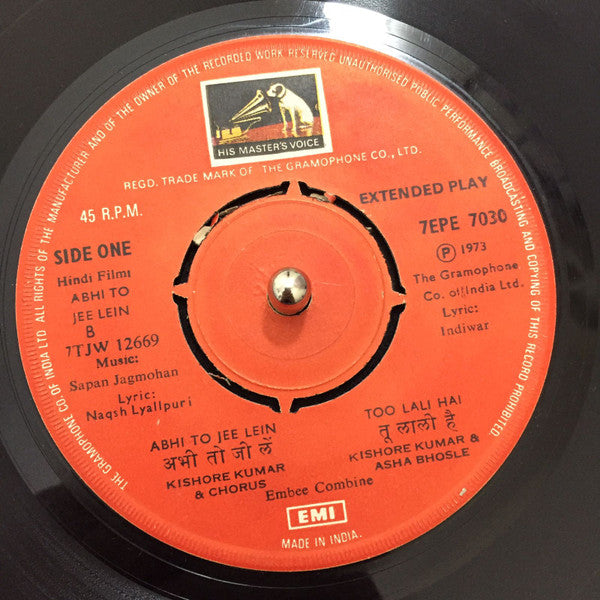 THE GRAMOPHONE CO. OF INDIA LTD. ALL RIGHTS OF THE MANUFACTURER AND OF THE OWNER OF THE RECORDED WORK RESERVED UNAUTHORISED PUBLIC PERFORMANCE BROADCASTING AND COPYING OF THIS RECORD PROHIBITED.
HIS MASTER'S VOICE
REGD. TRADE MARK OF THE GRAMOPHONE CO., LTD.
45 R.P.M.
EXTENDED PLAY
SIDE ONE
7EPE 7030
Hindi Film:
Ⓟ 1973
ABHI TO
JEE LEIN
The Gramophone
Co. of India Ltd.
B
7TJW 12669
Lyric:
Indiwar
Music:
Sapan Jagmohan
Lyric:
Naqsh Lyallpuri
ABHI TO JEE LEIN
अभी तो जी लें
KISHORE KUMAR
& CHORUS
TOO LALI HAI
तू लाली है
KISHORE KUMAR &
ASHA BHOSLE
Embee Combine
EMI
MADE IN INDIA.